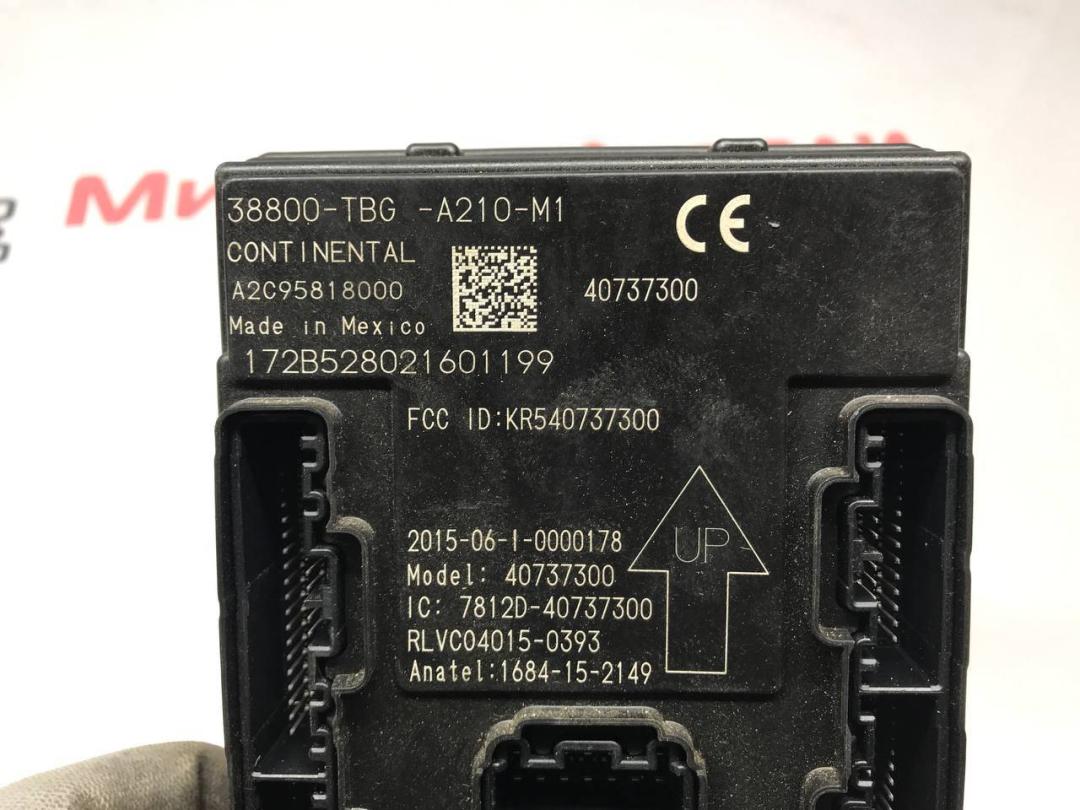 38800-TBG -A210-M1
CE
CONTINENTAL
A2C95818000
40737300
Made in Mexico
172B528021601199
FCC ID:KR540737300
UP
2015-06-I-0000178
Model: 40737300
IC: 7812D-40737300
RLVC04015-0393
Anatel:1684-15-2149